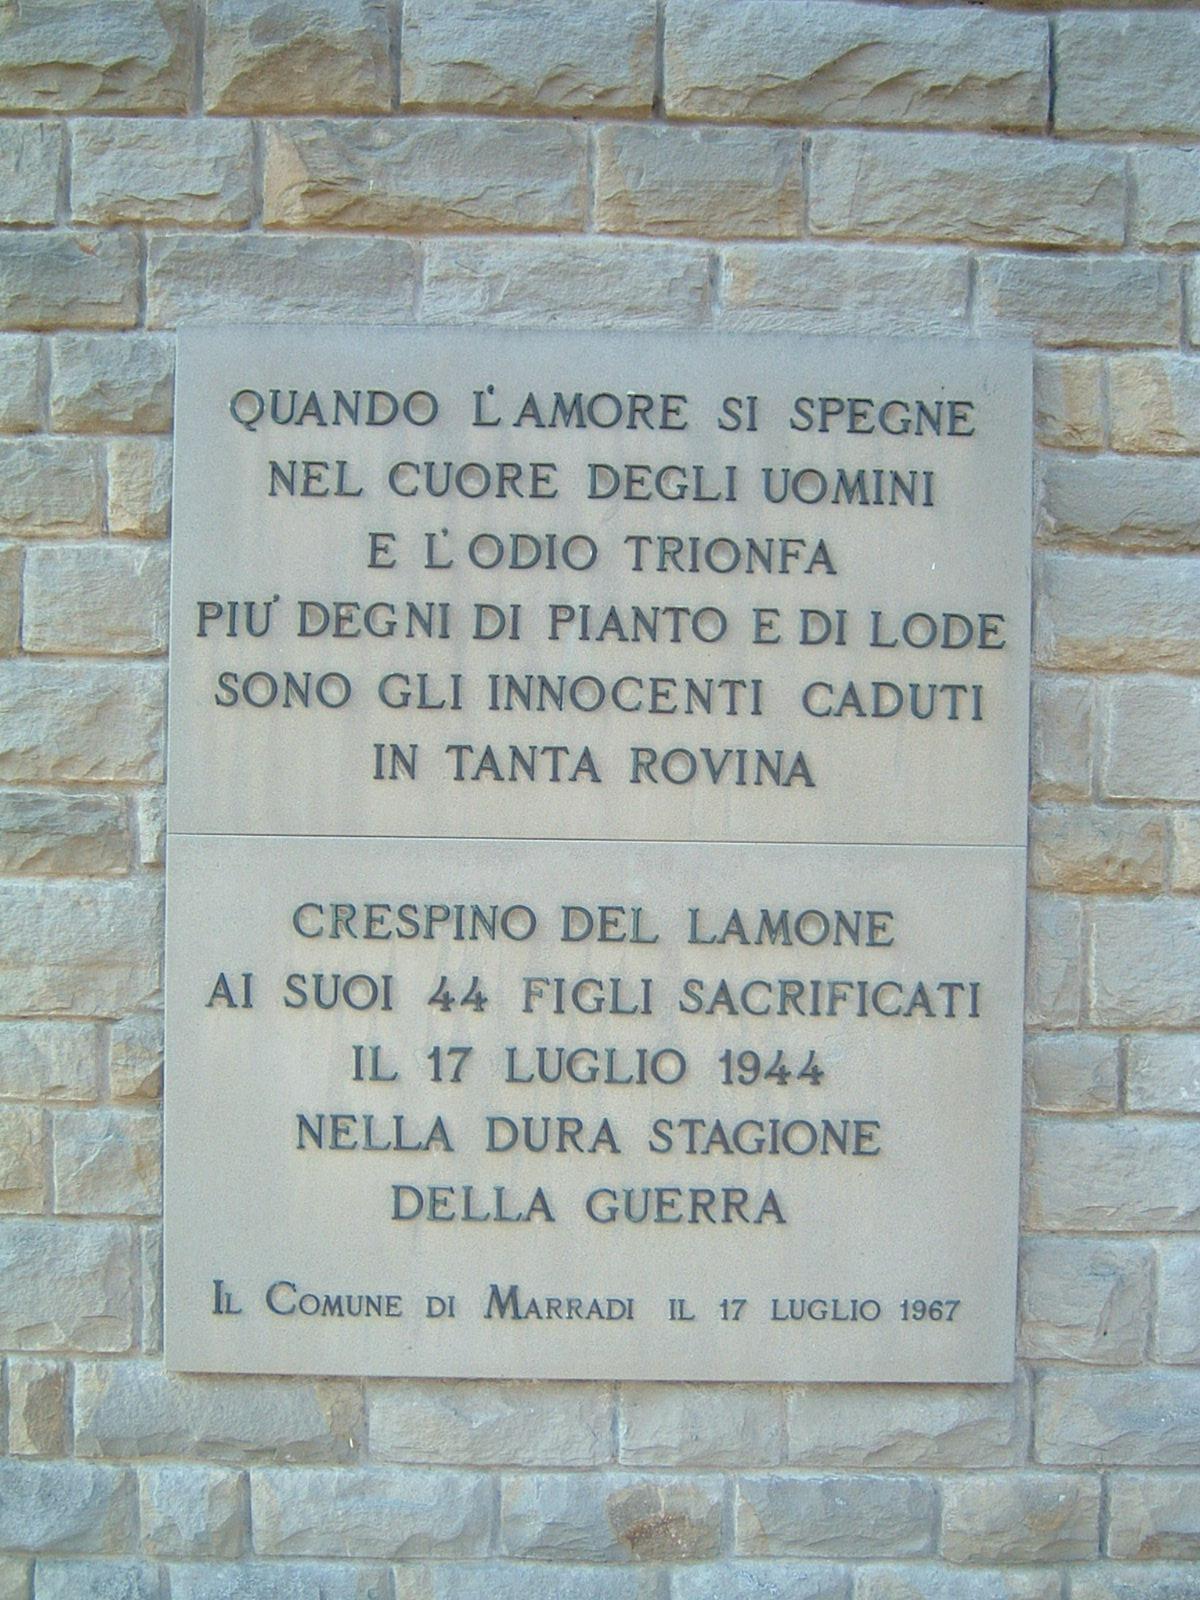 QUANDO L'AMORE SI SPEGNE
NEL CUORE DEGLI UOMINI
E L'ODIO TRIONFA
PIU' DEGNI DI PIANTO E DI LODE
SONO GLI INNOCENTI CADUTI
IN TANTA ROVINA
CRESPINO DEL LAMONE
AI SUOI 44 FIGLI SACRIFICATI
IL 17 LUGLIO 1944
NELLA DURA STAGIONE
DELLA GUERRA
IL COMUNE DI MARRADI IL 17 LUGLIO 1967